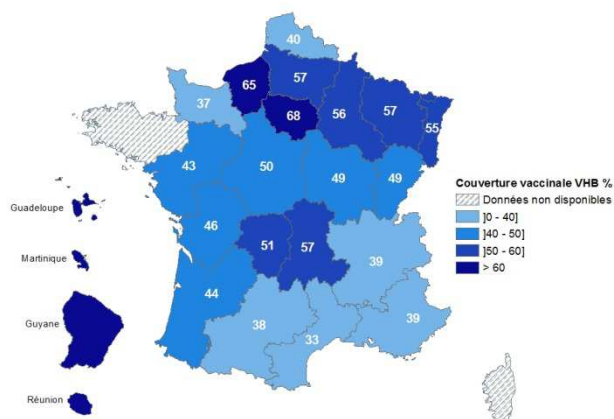 40
65
57
37
68
56
57
55
43
50
49
49
46
51
57
39
44
38
33
39
Guadeloupe
Martinique
Guyane
Réunion
Couverture vaccinale VHB %
Données non disponibles
]0 - 40]
]40 - 50]
]50 - 60]
> 60